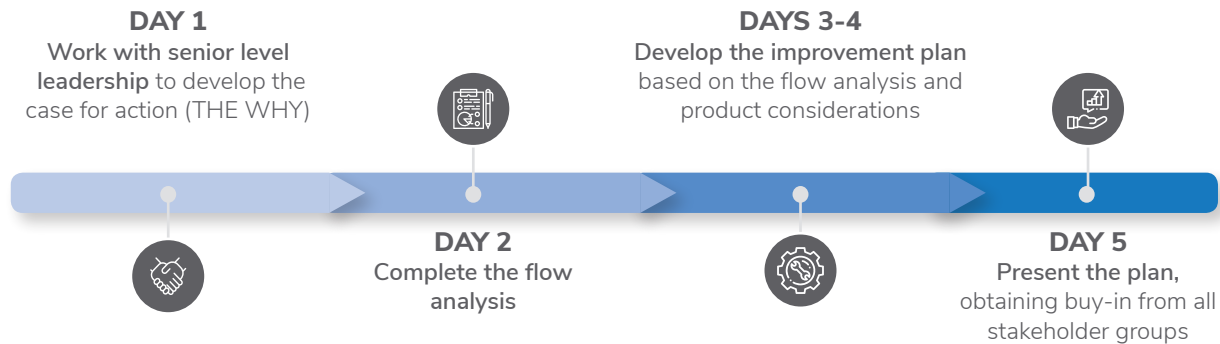 DAY 1
Work with senior level
leadership to develop the
case for action (THE WHY)
DAY 2
Complete the flow
analysis
DAYS 3-4
Develop the improvement plan
based on the flow analysis and
product considerations
DAY 5
Present the plan,
obtaining buy-in from all
stakeholder groups